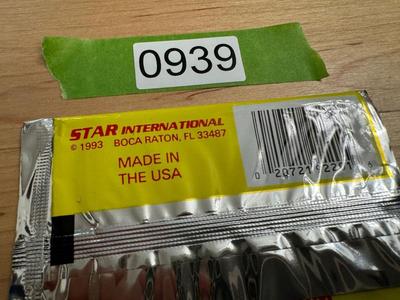 0939
STAR INTERNATIONAL
© 1993 BOCA RATON, FL 33487
MADE IN
THE USA